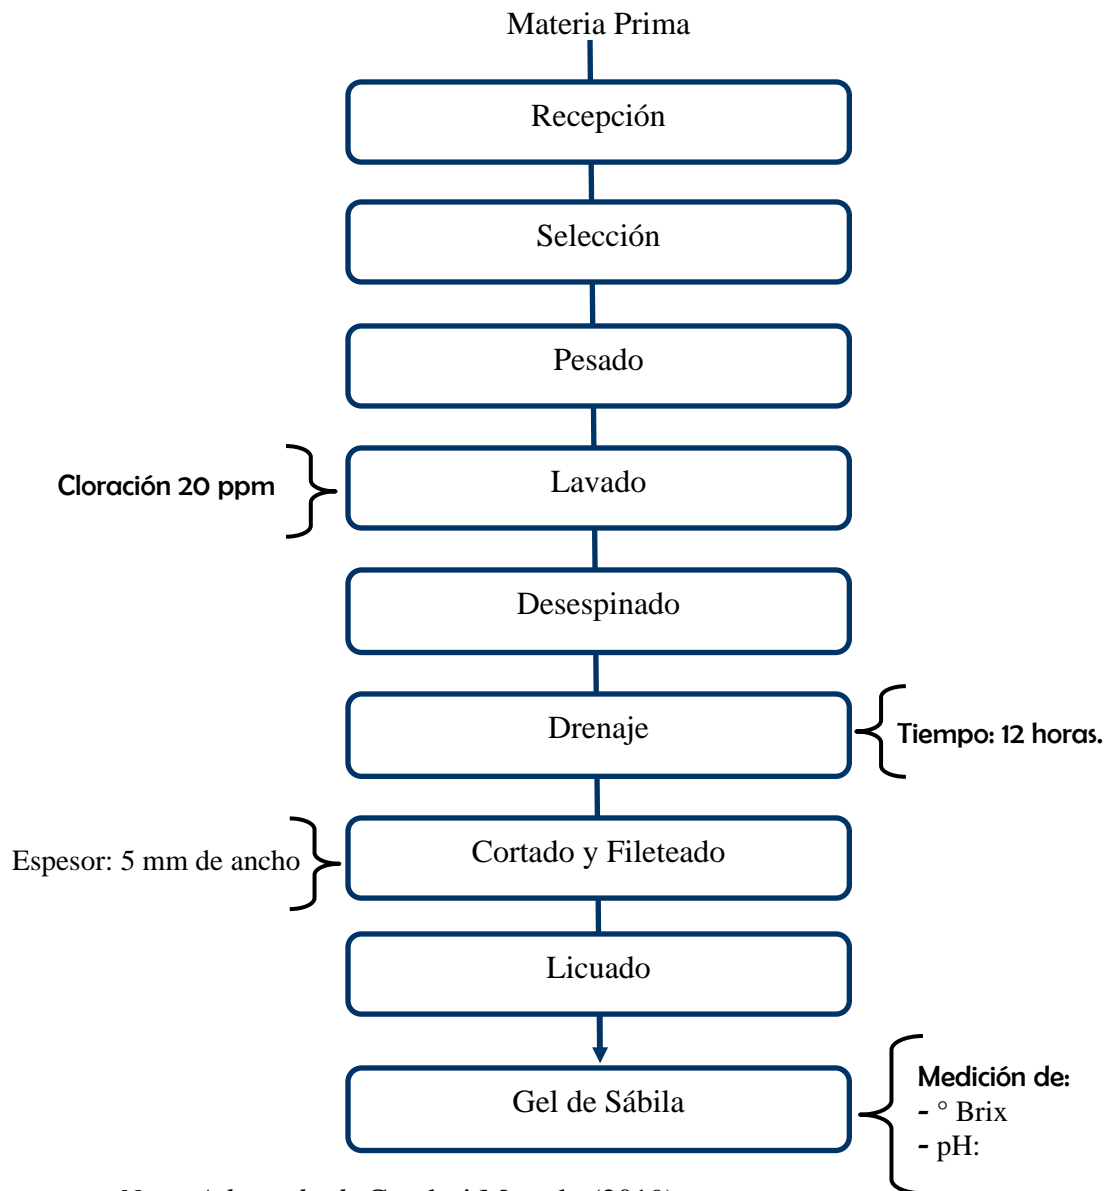 Materia Prima
Recepción
Selección
Pesado
Cloración 20 ppm
Lavado
Desespinado
Drenaje
Tiempo: 12 horas.
Espesor: 5 mm de ancho
Cortado y Fileteado
Licuado
Gel de Sábila
Medición de:
- ° Brix
- pH: